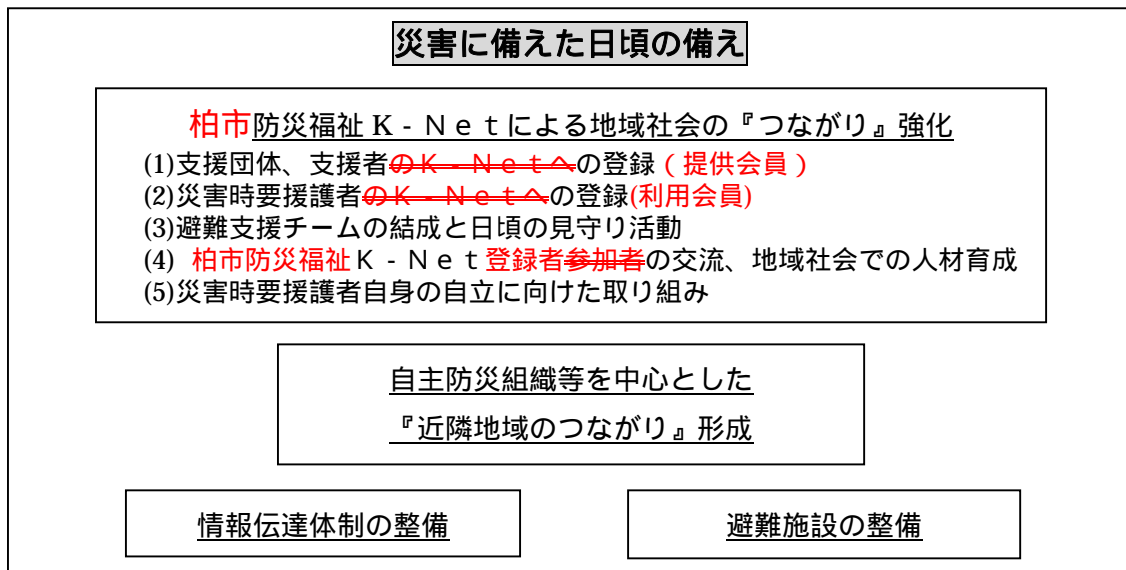 災害に備えた日頃の備え
柏市防災福祉K-Netによる地域社会の『つながり』強化
(1)支援団体、支援者のK-Netへの登録(提供会員)
(2)災害時要援護者のK-Netへの登録(利用会員)
(3)避難支援チームの結成と日頃の見守り活動
(4) 柏市防災福祉K-Net登録者参加者の交流、地域社会での人材育成
(5)災害時要援護者自身の自立に向けた取り組み
自主防災組織等を中心とした
『近隣地域のつながり』形成
情報伝達体制の整備
避難施設の整備